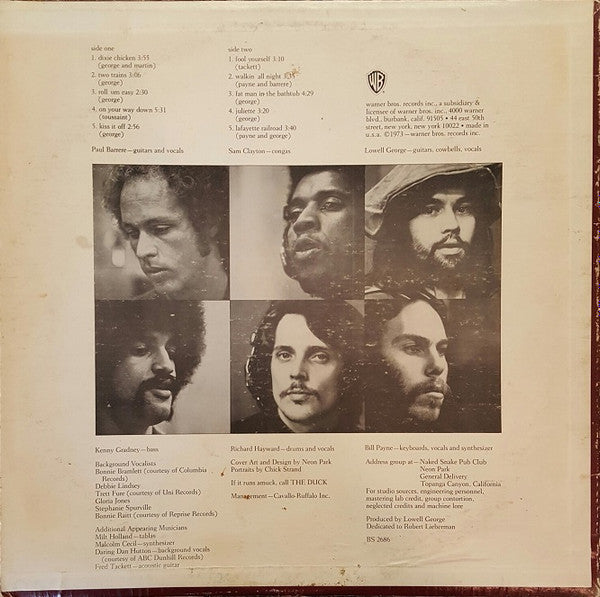 side one
1. dixie chicken 3:55
(george and martin)
2. two trains 3:06
(george)
3. roll um easy 2:30
(george)
4. on your way down 5:31
(toussaint)
5. kiss it off 2:56
(george)
side two
1. fool yourself 3:10
(tackett)
2. walkin all night 3:35
(payne and barrere)
3. fat man in the bathtub 4:29
(george)
4. juliette 3:20
(george)
5. lafayette railroad 3:40
(payne and george)
WB
warner bros. records inc., a subsidiary &
licensee of warner bros. inc., 4000 warner
blvd., burbank, calif. 91505 • 44 east 50th
street, new york, new york 10022 • made in
u.s.a. ©1973—warner bros. records inc
Paul Barrere—guitars and vocals
Sam Clayton—congas
Lowell George—guitars, cowbells, vocals
Kenny Gradney—bass
Richard Hayward—drums and vocals
Bill Payne—keyboards, vocals and synthesizer
Background Vocalists
Bonnie Bramlett (courtesy of Columbia
Records)
Debbie Lindsey
Trett Fure (courtesy of Uni Records)
Gloria Jones
Stephanie Spurville
Bonnie Raitt (courtesy of Reprise Records)
Additional Appearing Musicians
Milt Holland—tablas
Malcolm Cecil—synthesizer
Daring Dan Hutton—background vocals
(courtesy of ABC Dunhill Records)
Fred Tackett—acoustic guitar
Cover Art and Design by Neon Park
Portraits by Chick Strand
If it runs amuck, call THE DUCK
Management—Cavallo-Ruffalo Inc.
Address group at— Naked Snake Pub Club
Neon Park
General Delivery
Topanga Canyon, California
For studio sources, engineering personnel,
mastering lab credit, group contortion,
neglected credits and machine lore
Produced by Lowell George
Dedicated to Robert Lieberman
BS 2686